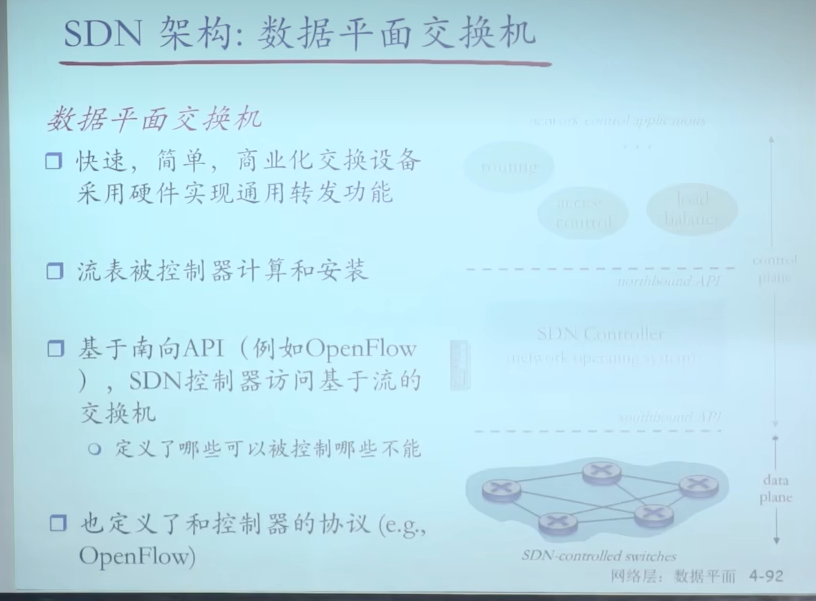 SDN 架构: 数据平面交换机
数据平面交换机
快速，简单，商业化交换设备
采用硬件实现通用转发功能
流表被控制器计算和安装
基于南向API（例如OpenFlow
），SDN控制器访问基于流的
交换机
定义了哪些可以被控制哪些不能
也定义了和控制器的协议 (e.g.,
OpenFlow)
network control applications
...
routing
access
control
load
balance
control
plane
northbound API
SDN Controller
(network operating system)
southbound API
data
plane
SDN-controlled switches
网络层：数据平面 4-92